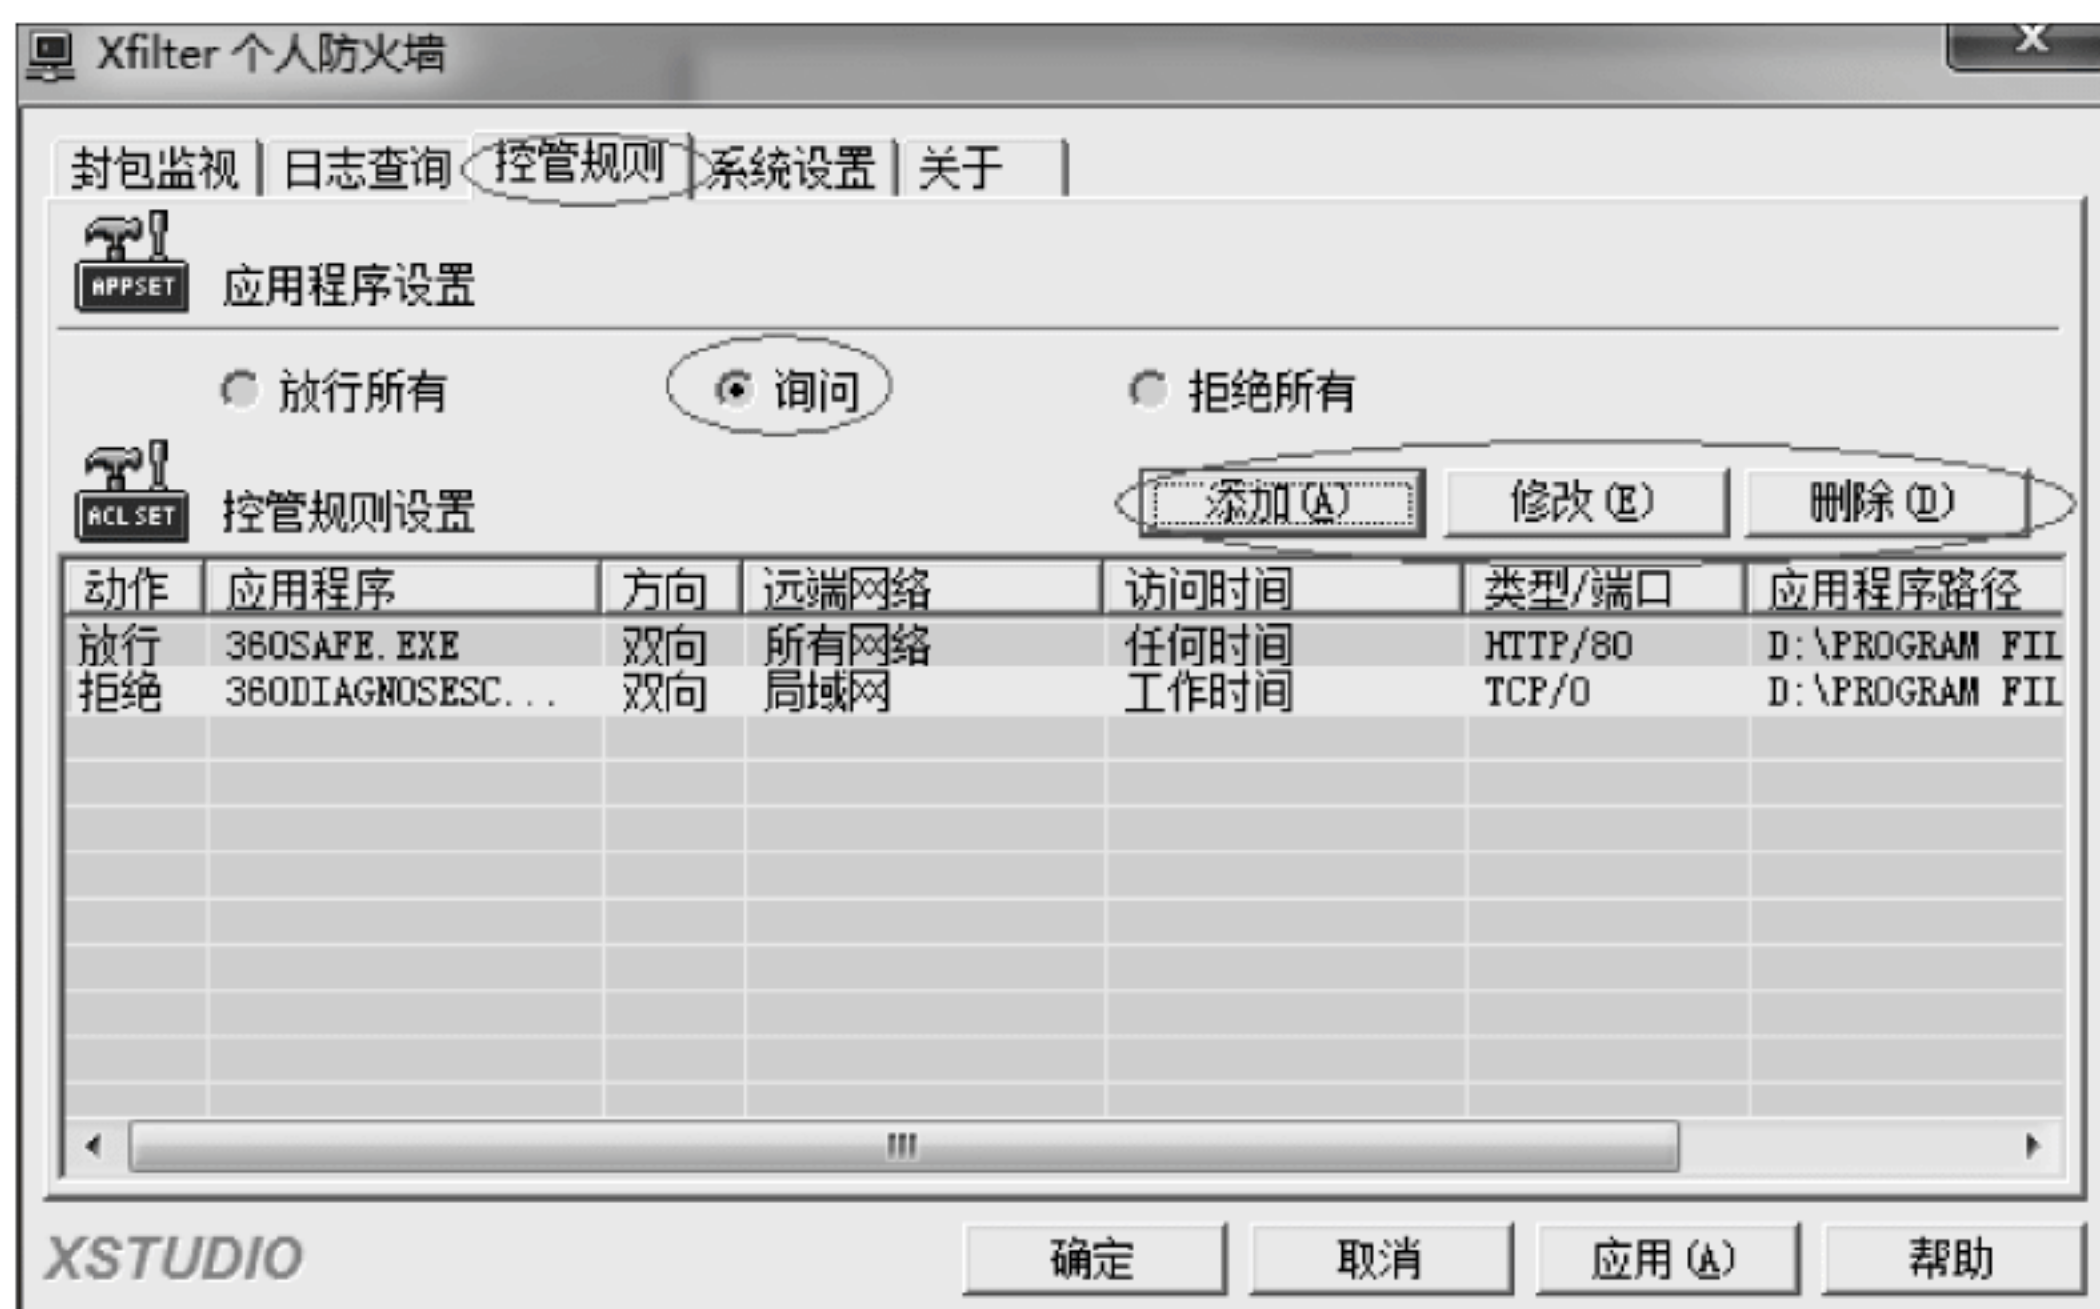 Xfilter 个人防火墙
X
封包监视 日志查询 控管规则 系统设置 关于
APPSET 应用程序设置
放行所有 询问 拒绝所有
ACL SET 控管规则设置 添加(A) 修改(E) 删除(D)
动作 应用程序 方向 远端网络 访问时间 类型/端口 应用程序路径
放行 360SAFE.EXE 双向 所有网络 任何时间 HTTP/80 D:\PROGRAM FIL
拒绝 360DIAGNOSESC... 双向 局域网 工作时间 TCP/0 D:\PROGRAM FIL
XSTUDIO 确定 取消 应用(A) 帮助